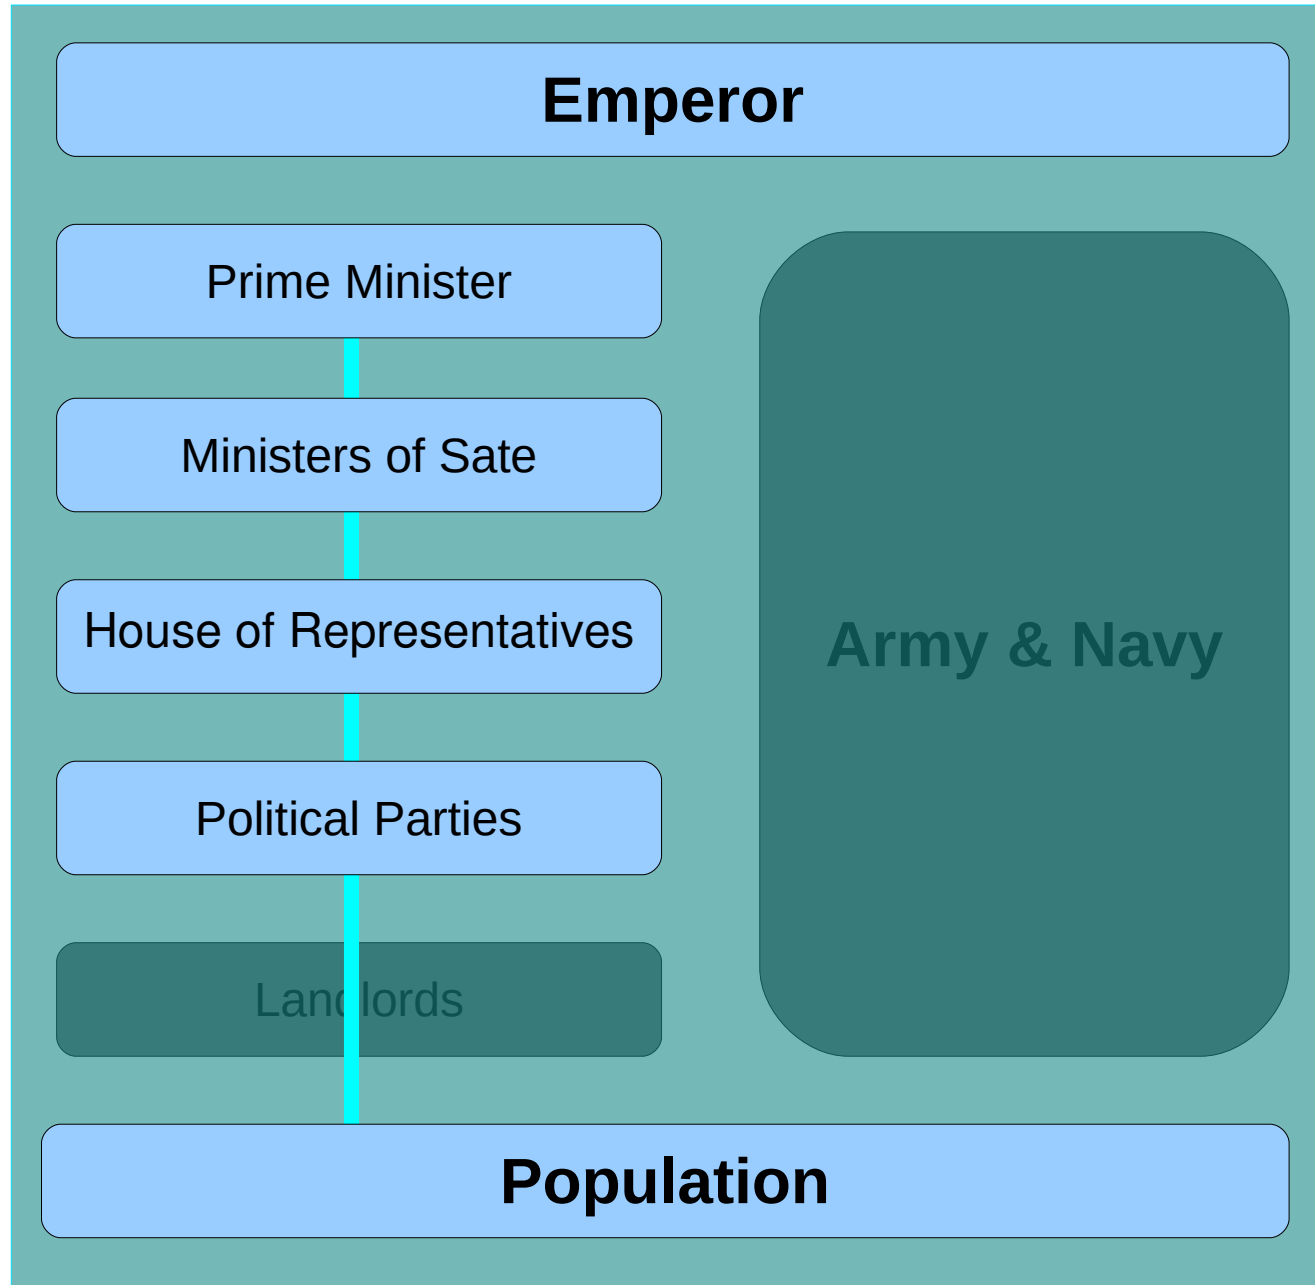 Emperor
Prime Minister
Ministers of Sate
House of Representatives
Political Parties
Landlords
Army & Navy
Population